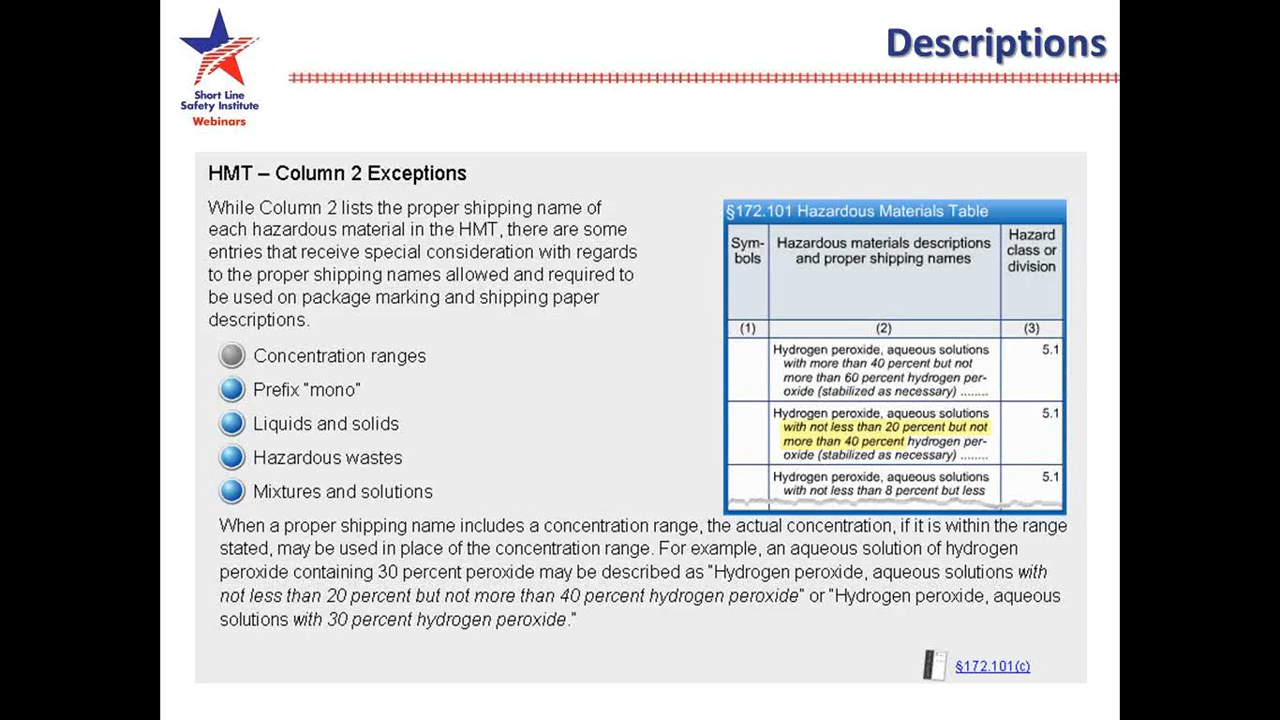 Descriptions
Short Line
Safety Institute
Webinars
HMT – Column 2 Exceptions
While Column 2 lists the proper shipping name of
each hazardous material in the HMT, there are some
entries that receive special consideration with regards
to the proper shipping names allowed and required to
be used on package marking and shipping paper
descriptions.
Concentration ranges
Prefix “mono”
Liquids and solids
Hazardous wastes
Mixtures and solutions
§172.101 Hazardous Materials Table
Sym-
bols
Hazardous materials descriptions
and proper shipping names
Hazard
class or
division
(1) (2) (3)
Hydrogen peroxide, aqueous solutions 5.1
with more than 40 percent but not
more than 60 percent hydrogen per-
oxide (stabilized as necessary) ........
Hydrogen peroxide, aqueous solutions 5.1
with not less than 20 percent but not
more than 40 percent hydrogen per-
oxide (stabilized as necessary) ........
Hydrogen peroxide, aqueous solutions 5.1
with not less than 8 percent but less
When a proper shipping name includes a concentration range, the actual concentration, if it is within the range
stated, may be used in place of the concentration range. For example, an aqueous solution of hydrogen
peroxide containing 30 percent peroxide may be described as “Hydrogen peroxide, aqueous solutions with
not less than 20 percent but not more than 40 percent hydrogen peroxide” or “Hydrogen peroxide, aqueous
solutions with 30 percent hydrogen peroxide.”
§172.101(c)